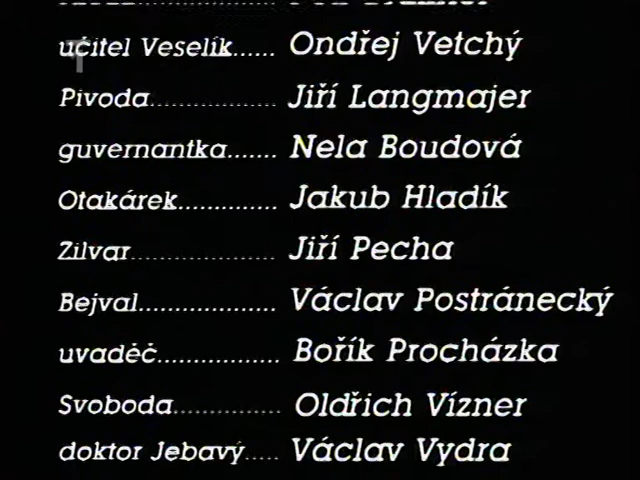 učitel Veselík...... Ondřej Vetchý
Pivoda.................. Jiří Langmajer
guvernantka....... Nela Boudová
Otakárek.............. Jakub Hladík
Zilvar.................... Jiří Pecha
Bejval................... Václav Postránecký
uvaděč................. Bořík Procházka
Svoboda............... Oldřich Vízner
doktor Jebavý..... Václav Vydra